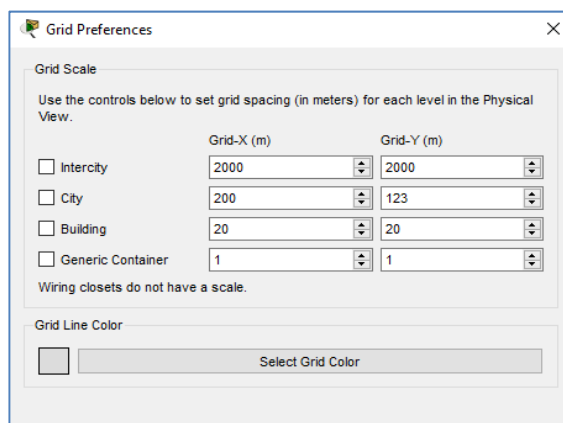 Grid Preferences
Grid Scale
Use the controls below to set grid spacing (in meters) for each level in the Physical
View.
Grid-X (m) Grid-Y (m)
Intercity 2000 2000
City 200 123
Building 20 20
Generic Container 1 1
Wiring closets do not have a scale.
Grid Line Color
Select Grid Color